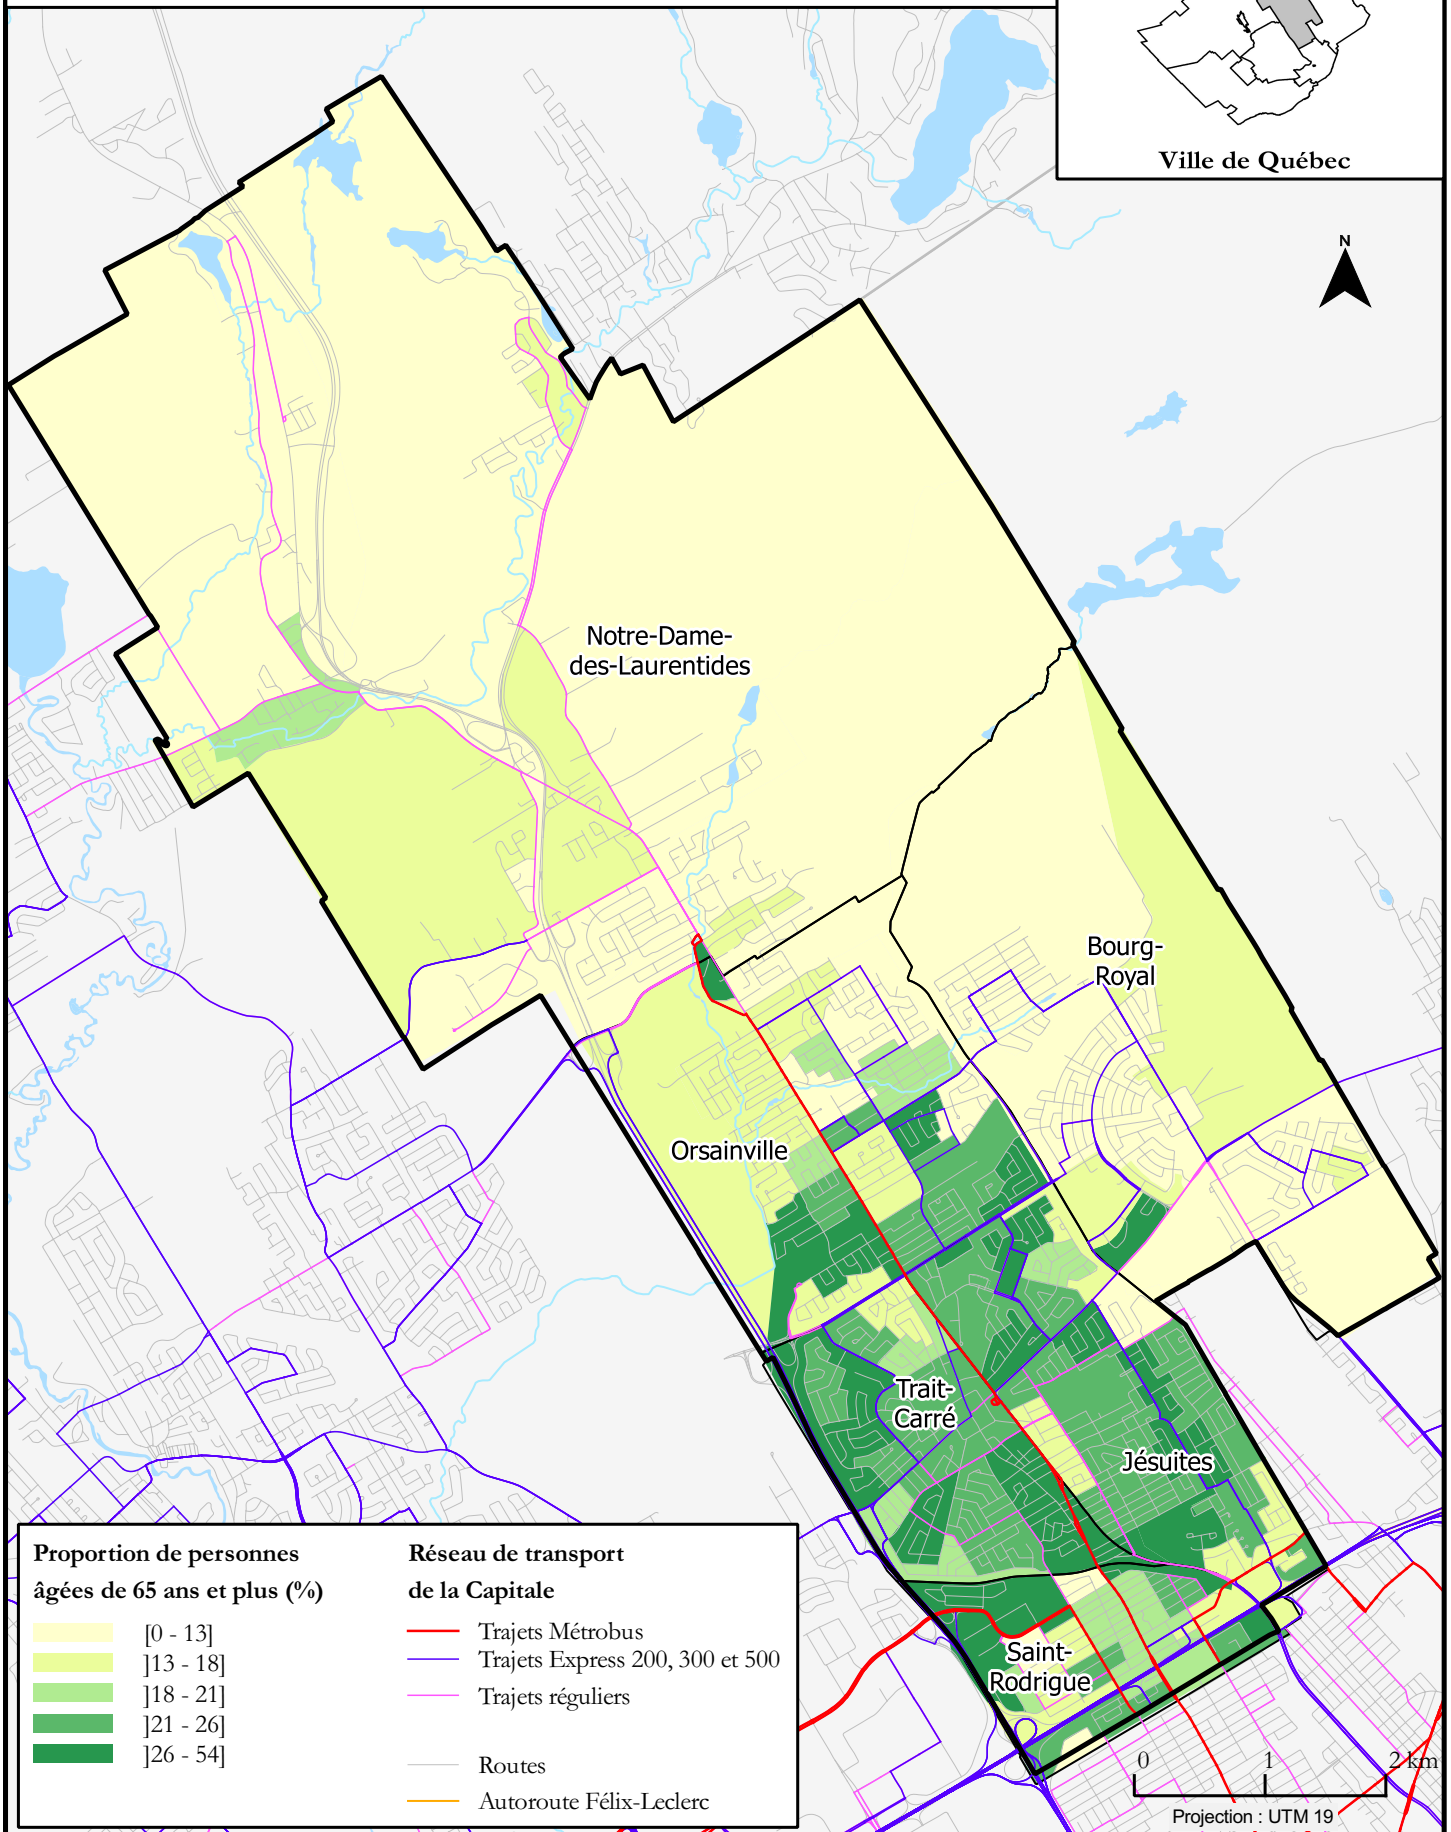 Ville de Québec
N
Notre-Dame-
des-Laurentides
Bourg-
Royal
Orsainville
Trait-
Carré
Jésuites
Saint-
Rodrigue
Proportion de personnes
âgées de 65 ans et plus (%)
[0 - 13]
]13 - 18]
]18 - 21]
]21 - 26]
]26 - 54]
Réseau de transport
de la Capitale
Trajets Métrobus
Trajets Express 200, 300 et 500
Trajets réguliers
Routes
Autoroute Félix-Leclerc
0 1 2 km
Projection : UTM 19